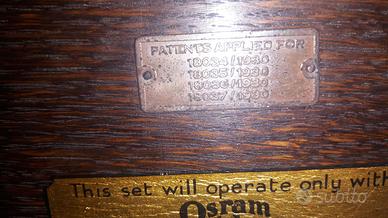 PATENTS APPLIED FOR
18034/1930
18035/1930
18036/1930
18037/1930
This set will operate only with
Osram
subito